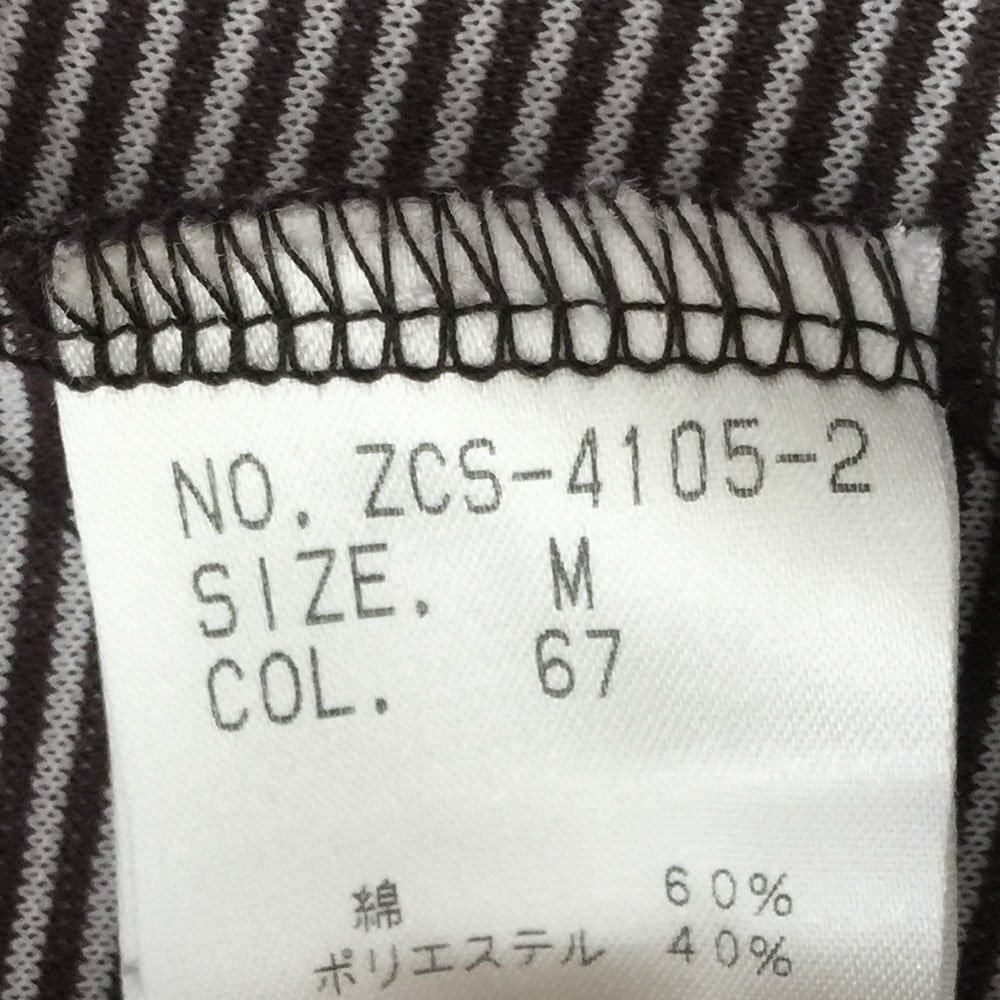 NO. ZCS-4105-2
SIZE. M
COL. 67
綿 60%
ポリエステル 40%